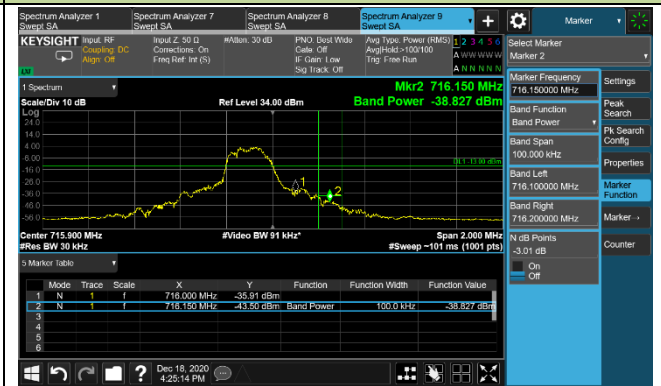 Spectrum Analyzer 1
Swept SA
Spectrum Analyzer 7
Swept SA
Spectrum Analyzer 8
Swept SA
Spectrum Analyzer 9
Swept SA
+
Marker
KEYSIGHT
Input: RF
Coupling: DC
Align: Off
Input Z: 50 Ω
Corrections: On
Freq Ref: Int (S)
#Atten: 30 dB
PNO: Best Wide
Gate: Off
IF Gain: Low
Sig Track: Off
Avg Type: Power (RMS)
Avg|Hold:>100/100
Trig: Free Run
1 2 3 4 5 6
A W W W W W
A N N N N N
LM
Select Marker
Marker 2
1 Spectrum
Scale/Div 10 dB
Log
Ref Level 34.00 dBm
Mkr2 716.150 MHz
Band Power -38.827 dBm
24.0
14.0
4.00
-6.00
-16.0
-26.0
-36.0
-46.0
-56.0
DL1 -13.00 dBm
1
2
Center 715.900 MHz
#Res BW 30 kHz
#Video BW 91 kHz*
Span 2.000 MHz
#Sweep ~101 ms (1001 pts)
5 Marker Table
Mode Trace Scale X Y Function Function Width Function Value
1 N 1 f 716.000 MHz -35.91 dBm
2 N 1 f 716.150 MHz -43.50 dBm Band Power 100.0 kHz -38.827 dBm
3
4
5
6
Marker Frequency
716.150000 MHz
Band Function
Band Power
Band Span
100.000 kHz
Band Left
716.100000 MHz
Band Right
716.200000 MHz
N dB Points
-3.01 dB
On
Off
Settings
Peak
Search
Pk Search
Config
Properties
Marker
Function
Marker→
Counter
?
Dec 18, 2020
4:25:14 PM